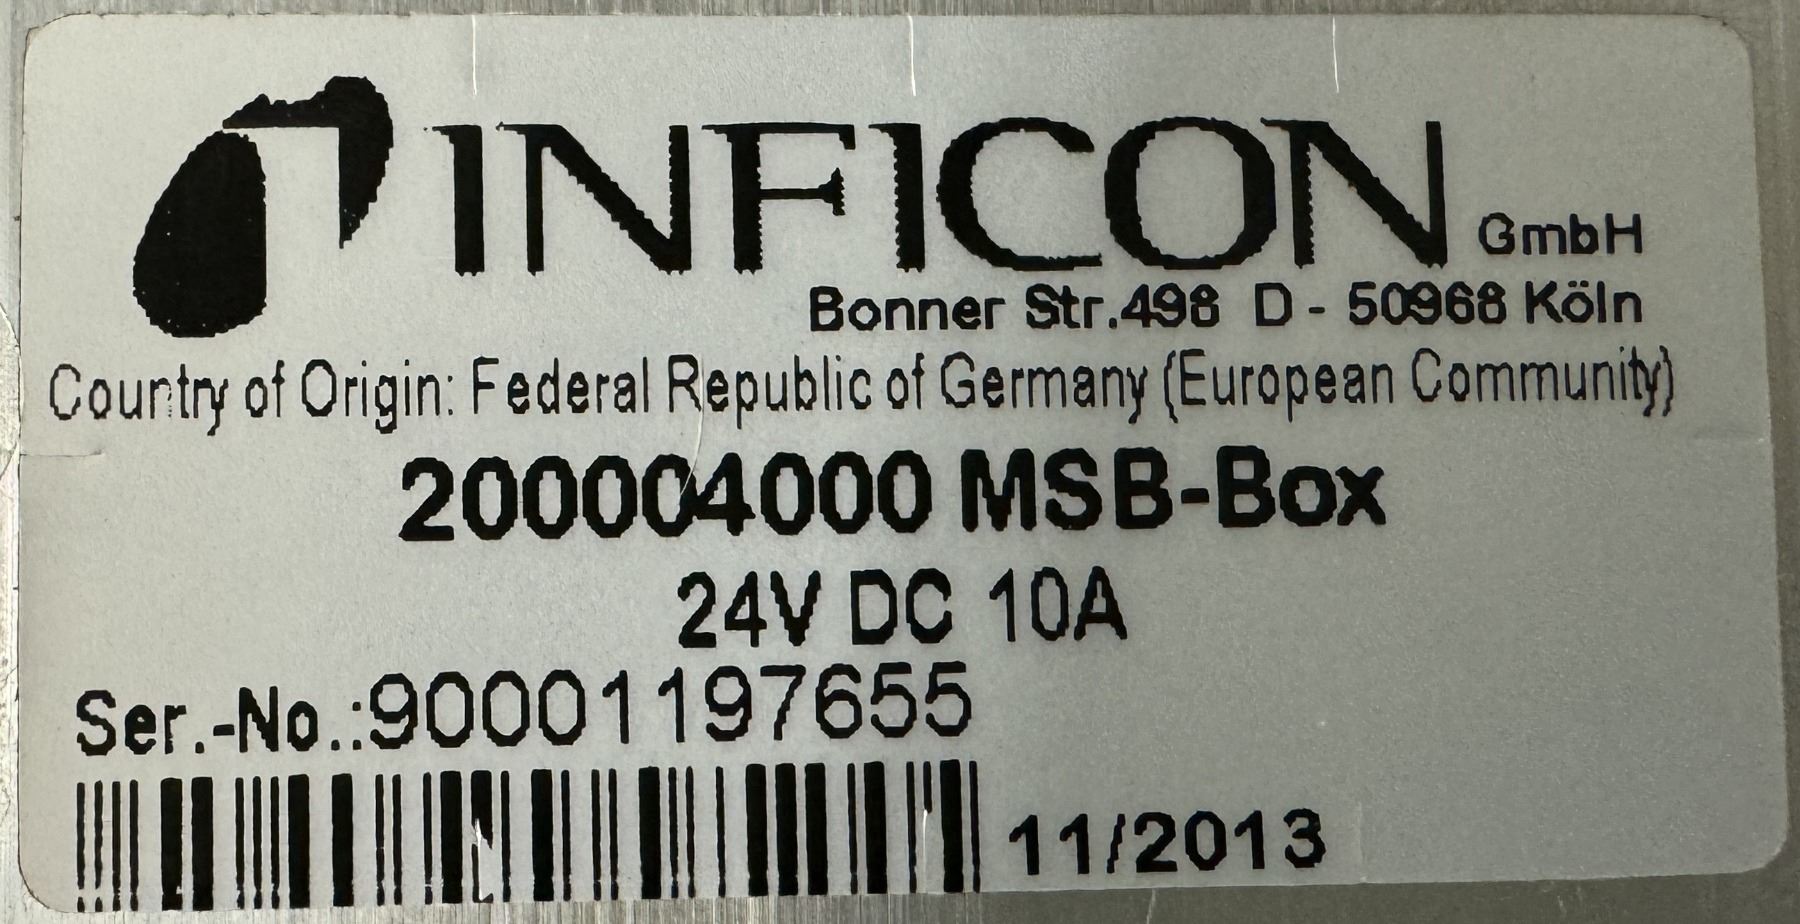 INFICON GmbH
Bonner Str.498 D - 50968 Köln
Country of Origin: Federal Republic of Germany (European Community)
200004000 MSB-Box
24V DC 10A
Ser.-No.:90001197655
11/2013